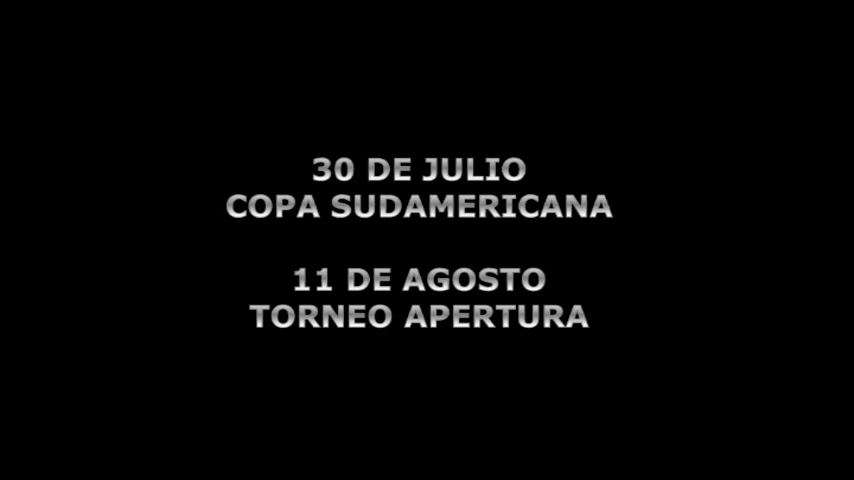 30 DE JULIO
COPA SUDAMERICANA
11 DE AGOSTO
TORNEO APERTURA